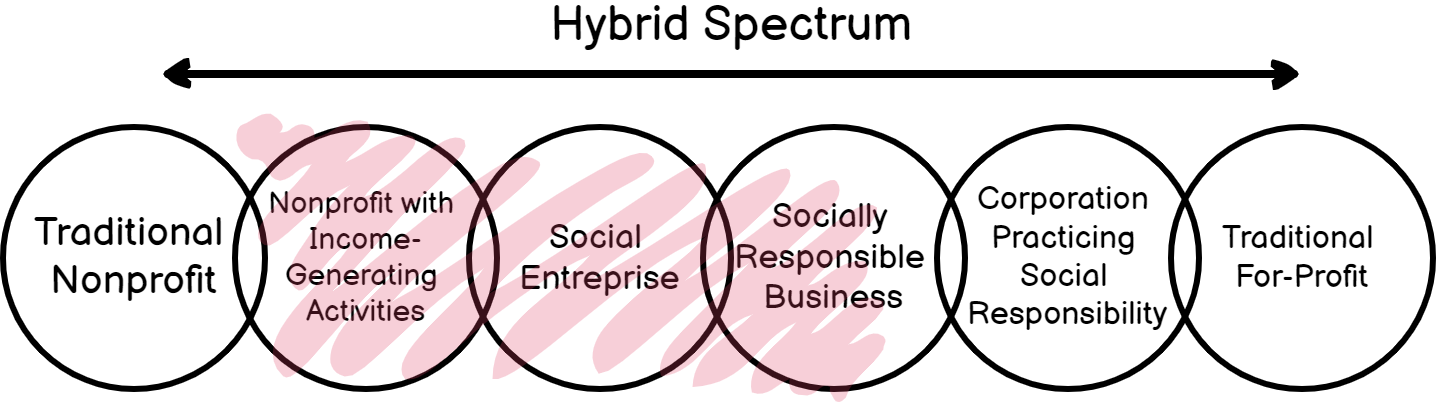 Hybrid Spectrum
Traditional
Nonprofit
Nonprofit with
Income-
Generating
Activities
Social
Entreprise
Socially
Responsible
Business
Corporation
Practicing
Social
Responsibility
Traditional
For-Profit